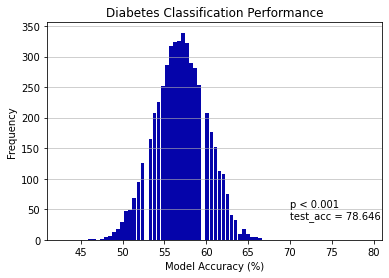 Diabetes Classification Performance
350
300
250
200
150
100
50
0
Frequency
p < 0.001
test_acc = 78.646
45 50 55 60 65 70 75 80
Model Accuracy (%)